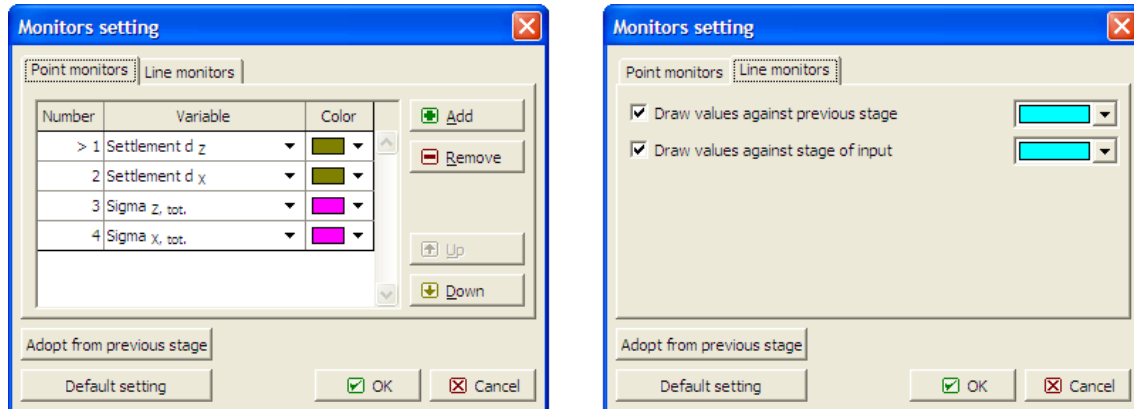 Monitors setting
Point monitors Line monitors
Number Variable Color
> 1 Settlement d Z
2 Settlement d X
3 Sigma Z, tot.
4 Sigma X, tot.
Add
Remove
Up
Down
Adopt from previous stage
Default setting OK Cancel
Monitors setting
Point monitors Line monitors
Draw values against previous stage
Draw values against stage of input
Adopt from previous stage
Default setting OK Cancel